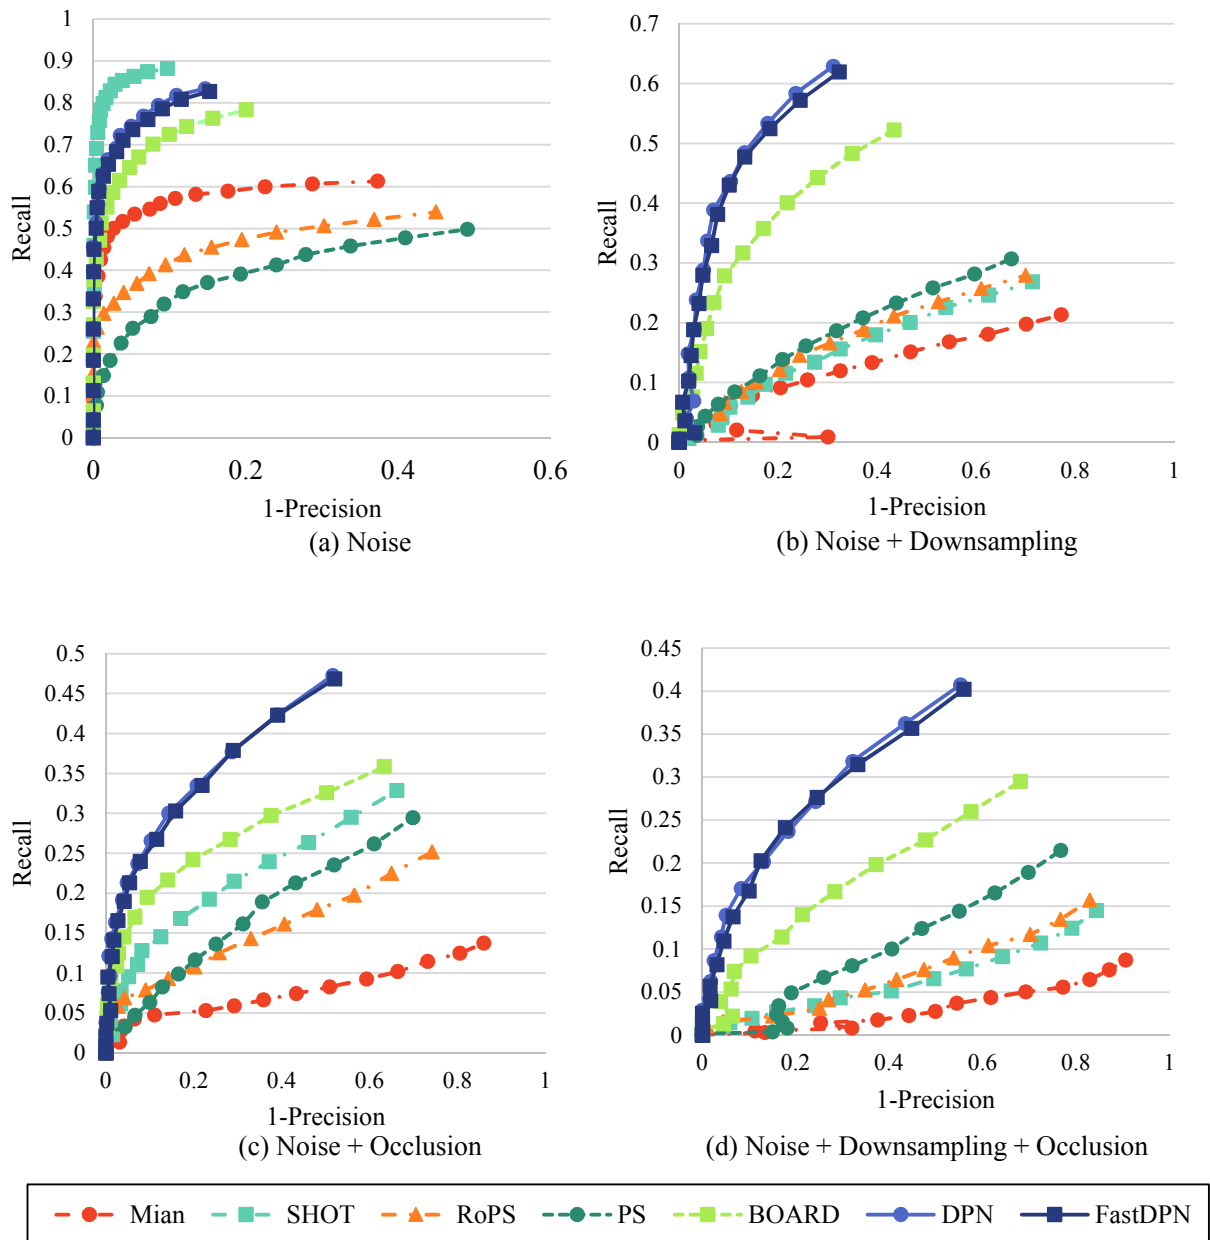 1
0.9
0.8
0.7
0.6
0.5
0.4
0.3
0.2
0.1
0
Recall
0 0.2 0.4 0.6
1-Precision
(a) Noise
0.7
0.6
0.5
0.4
0.3
0.2
0.1
0
Recall
0 0.2 0.4 0.6 0.8 1
1-Precision
(b) Noise + Downsampling
0.5
0.45
0.4
0.35
0.3
0.25
0.2
0.15
0.1
0.05
0
Recall
0 0.2 0.4 0.6 0.8 1
1-Precision
(c) Noise + Occlusion
0.45
0.4
0.35
0.3
0.25
0.2
0.15
0.1
0.05
0
Recall
0 0.2 0.4 0.6 0.8 1
1-Precision
(d) Noise + Downsampling + Occlusion
Mian SHOT RoPS PS BOARD DPN FastDPN